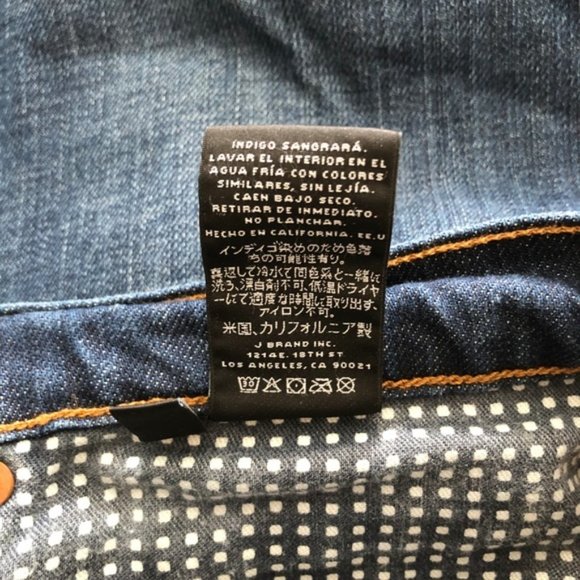 ÍNDIGO SANGRARÁ.
LAVAR EL INTERIOR EN EL
AGUA FRÍA CON COLORES
SIMILARES, SIN LEJÍA.
CAEN BAJO SECO.
RETIRAR DE INMEDIATO.
NO PLANCHAR.
HECHO EN CALIFORNIA. EE.U
インディゴ染めのため色落
ちの可能性有り。
裏返して冷水で同色系と一緒に
洗う、漂白剤不可、低温ドライヤ
ーにて適度な時間に取り出す、
アイロン不可。
米国、カリフォルニア製
J BRAND INC.
1214E. 18TH ST
LOS ANGELES, CA 90021